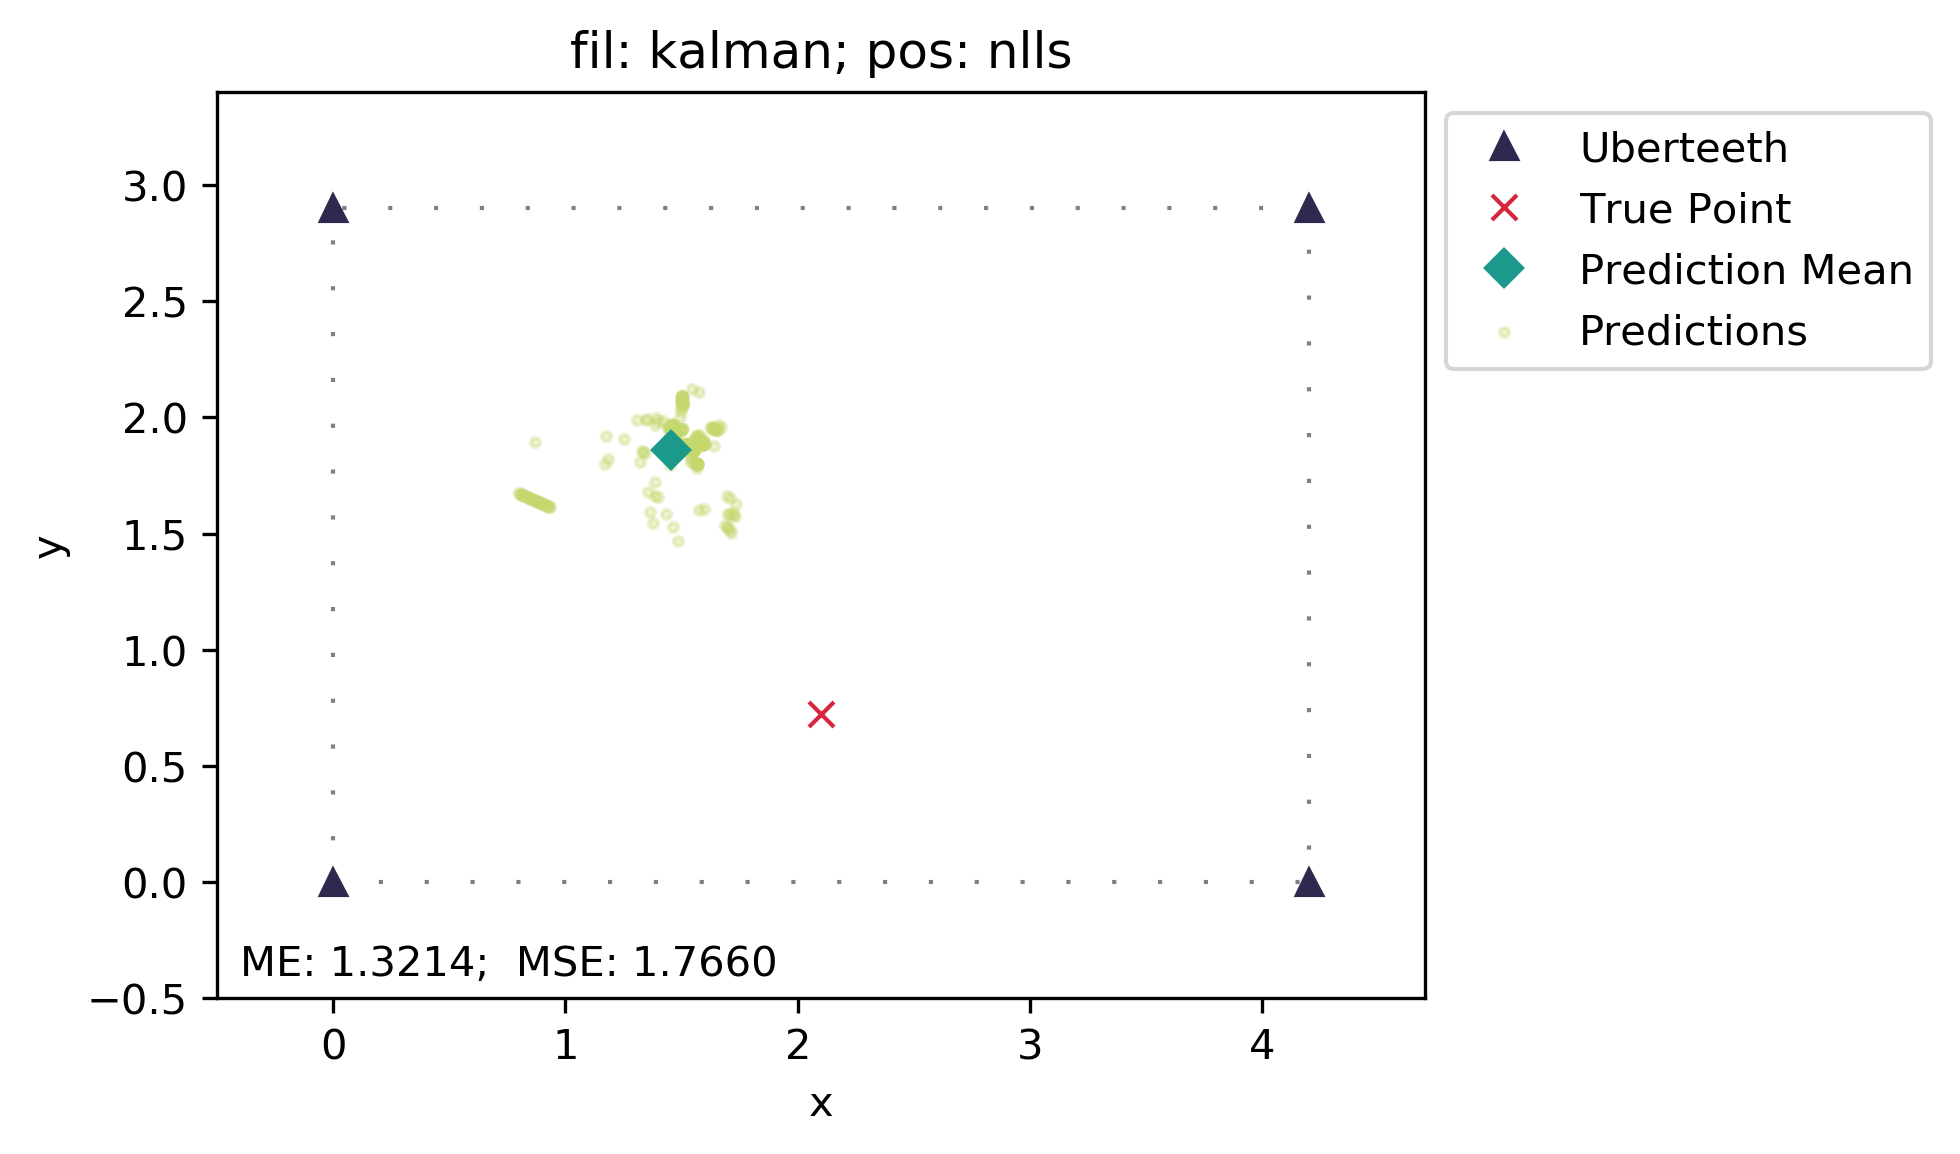 fil: kalman; pos: nlls
Uberteeth
True Point
Prediction Mean
Predictions
3.0
2.5
2.0
1.5
1.0
0.5
0.0
−0.5
y
ME: 1.3214;  MSE: 1.7660
0 1 2 3 4
x